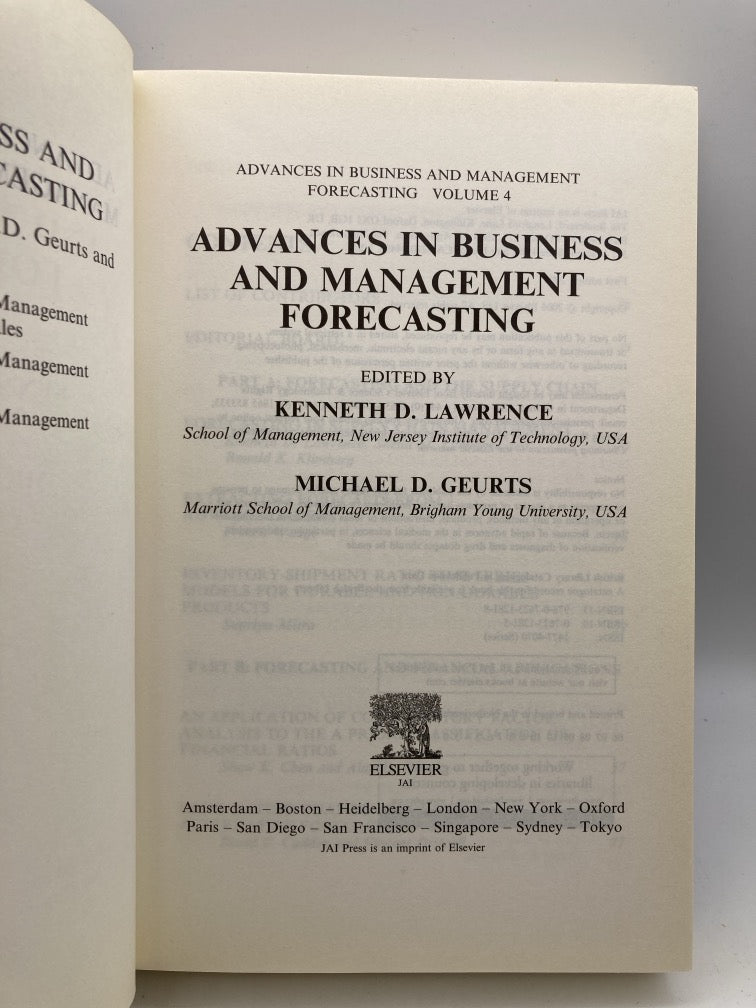 SS AND
CASTING
D. Geurts and
Management
les
Management
Management
ADVANCES IN BUSINESS AND MANAGEMENT
FORECASTING VOLUME 4
ADVANCES IN BUSINESS
AND MANAGEMENT
FORECASTING
EDITED BY
KENNETH D. LAWRENCE
School of Management, New Jersey Institute of Technology, USA
MICHAEL D. GEURTS
Marriott School of Management, Brigham Young University, USA
ELSEVIER
JAI
Amsterdam – Boston – Heidelberg – London – New York – Oxford
Paris – San Diego – San Francisco – Singapore – Sydney – Tokyo
JAI Press is an imprint of Elsevier